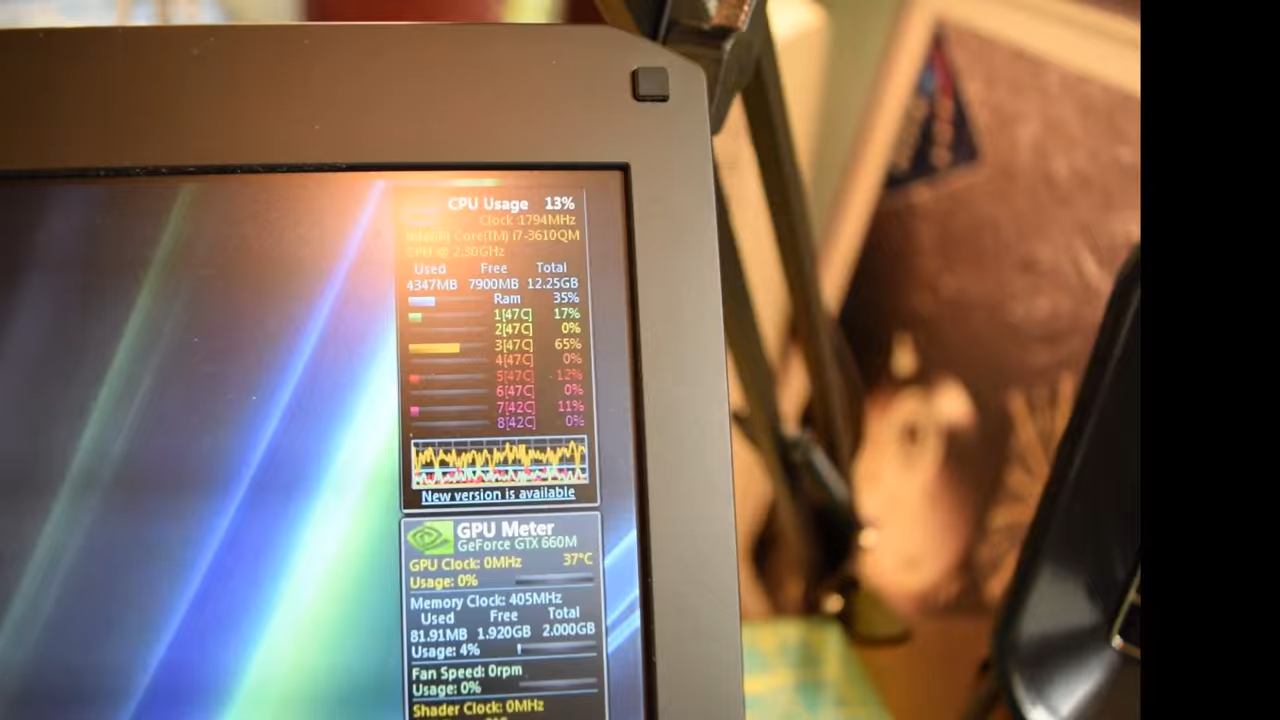 CPU Usage 13%
Clock :1794MHz
Intel(R) Core(TM) i7-3610QM
CPU @ 2.30GHz
Used Free Total
4347MB 7900MB 12.25GB
Ram 35%
1[47C] 17%
2[47C] 0%
3[47C] 65%
4[47C] 0%
5[47C] 12%
6[47C] 0%
7[42C] 11%
8[42C] 0%
New version is available
GPU Meter
GeForce GTX 660M
GPU Clock: 0MHz 37°C
Usage: 0%
Memory Clock: 405MHz
Used Free Total
81.91MB 1.920GB 2.000GB
Usage: 4%
Fan Speed: 0rpm
Usage: 0%
Shader Clock: 0MHz